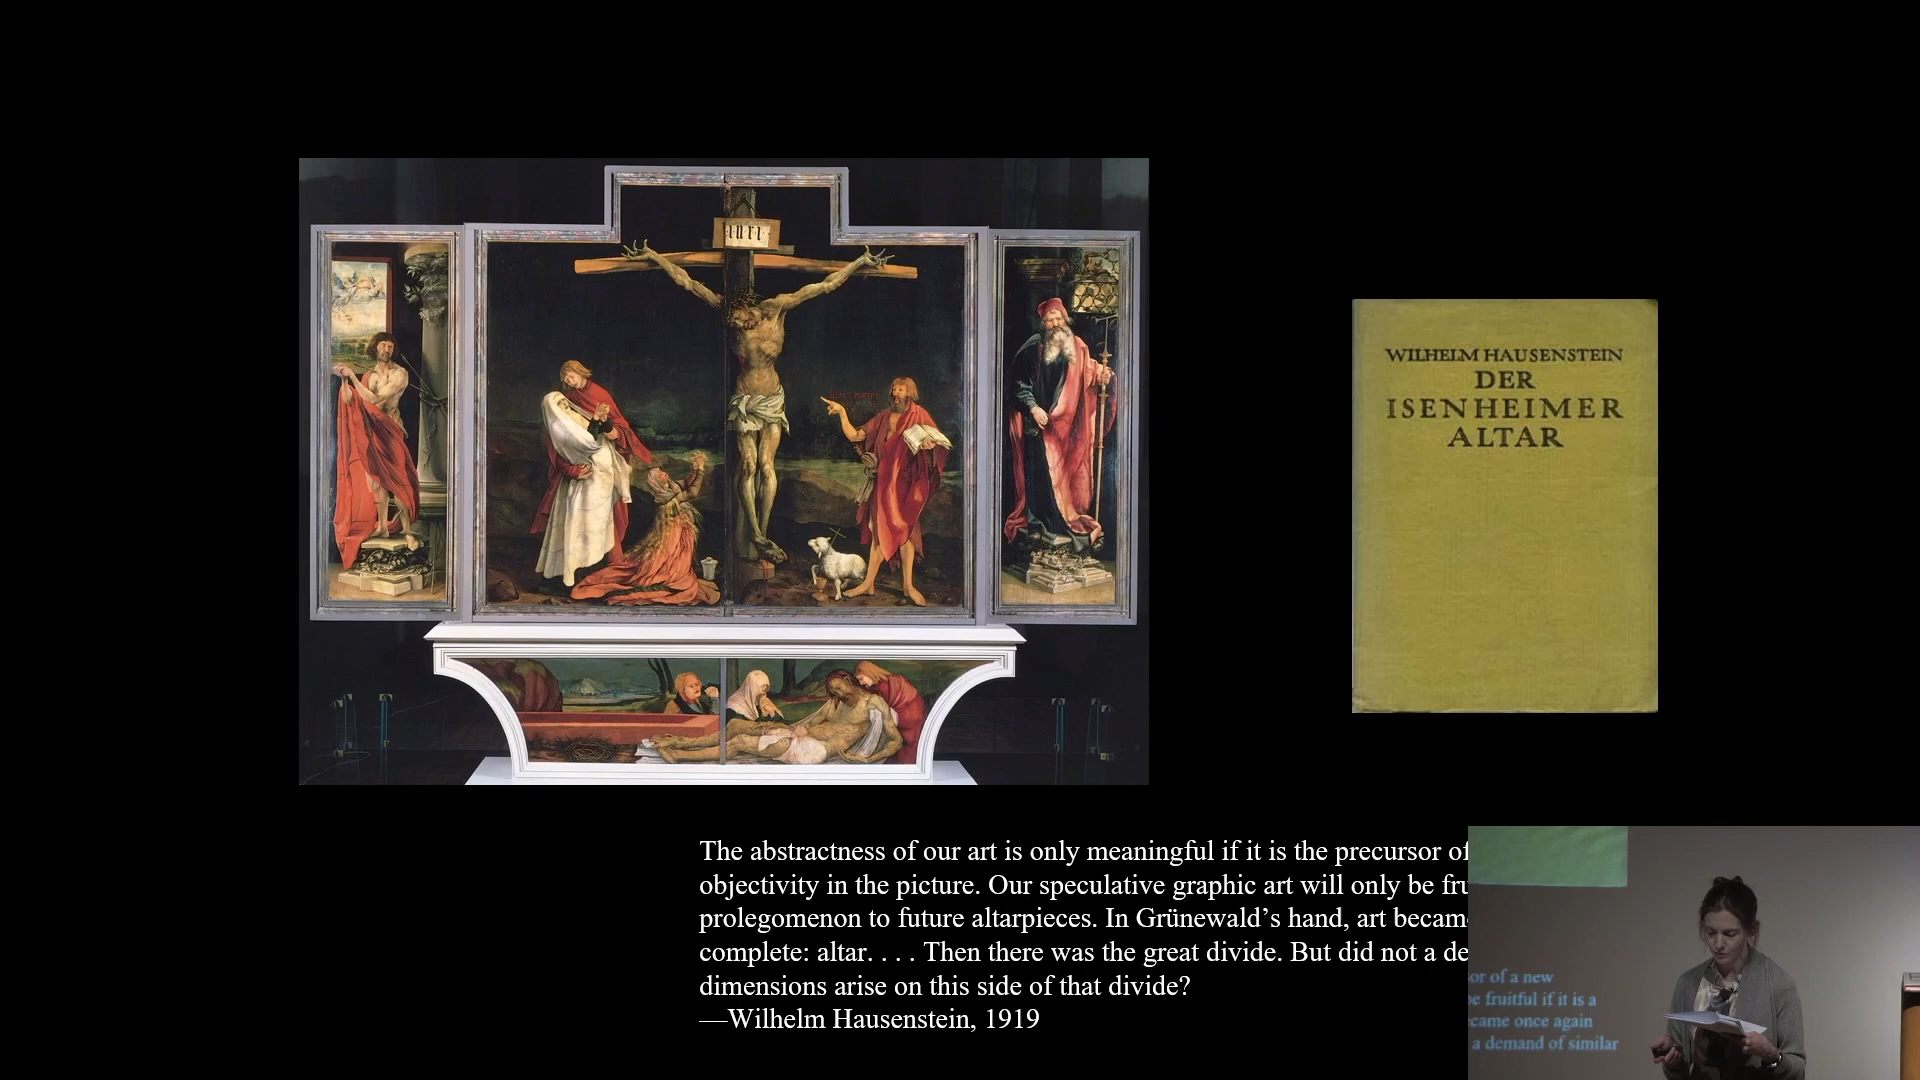 INRI
WILHELM HAUSENSTEIN
DER
ISENHEIMER
ALTAR
The abstractness of our art is only meaningful if it is the precursor of
objectivity in the picture. Our speculative graphic art will only be fru
prolegomenon to future altarpieces. In Grünewald’s hand, art becam
complete: altar. . . . Then there was the great divide. But did not a de
dimensions arise on this side of that divide?
—Wilhelm Hausenstein, 1919
or of a new
be fruitful if it is a
came once again
a demand of similar